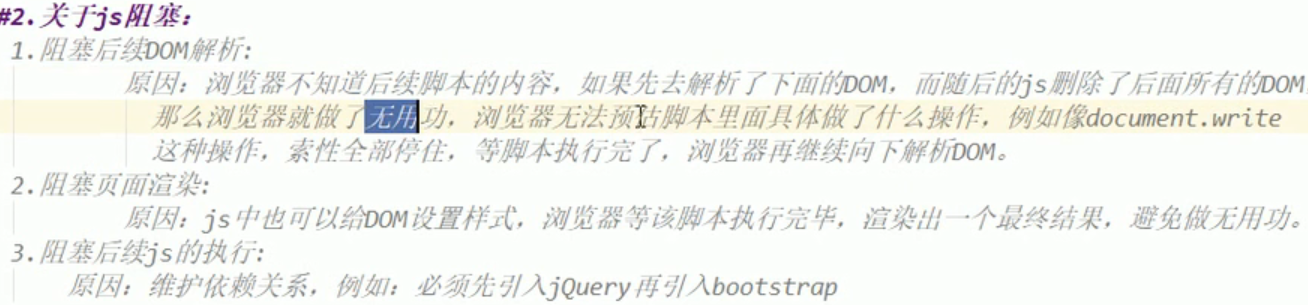 #2.关于js阻塞:
1.阻塞后续DOM解析:
原因: 浏览器不知道后续脚本的内容, 如果先去解析了下面的DOM, 而随后的js删除了后面所有的DOM,
那么浏览器就做了无用功, 浏览器无法预估脚本里面具体做了什么操作, 例如像document.write
这种操作, 索性全部停住, 等脚本执行完了, 浏览器再继续向下解析DOM。
2.阻塞页面渲染:
原因: js中也可以给DOM设置样式, 浏览器等该脚本执行完毕, 渲染出一个最终结果, 避免做无用功。
3.阻塞后续js的执行:
原因: 维护依赖关系, 例如: 必须先引入jQuery再引入bootstrap